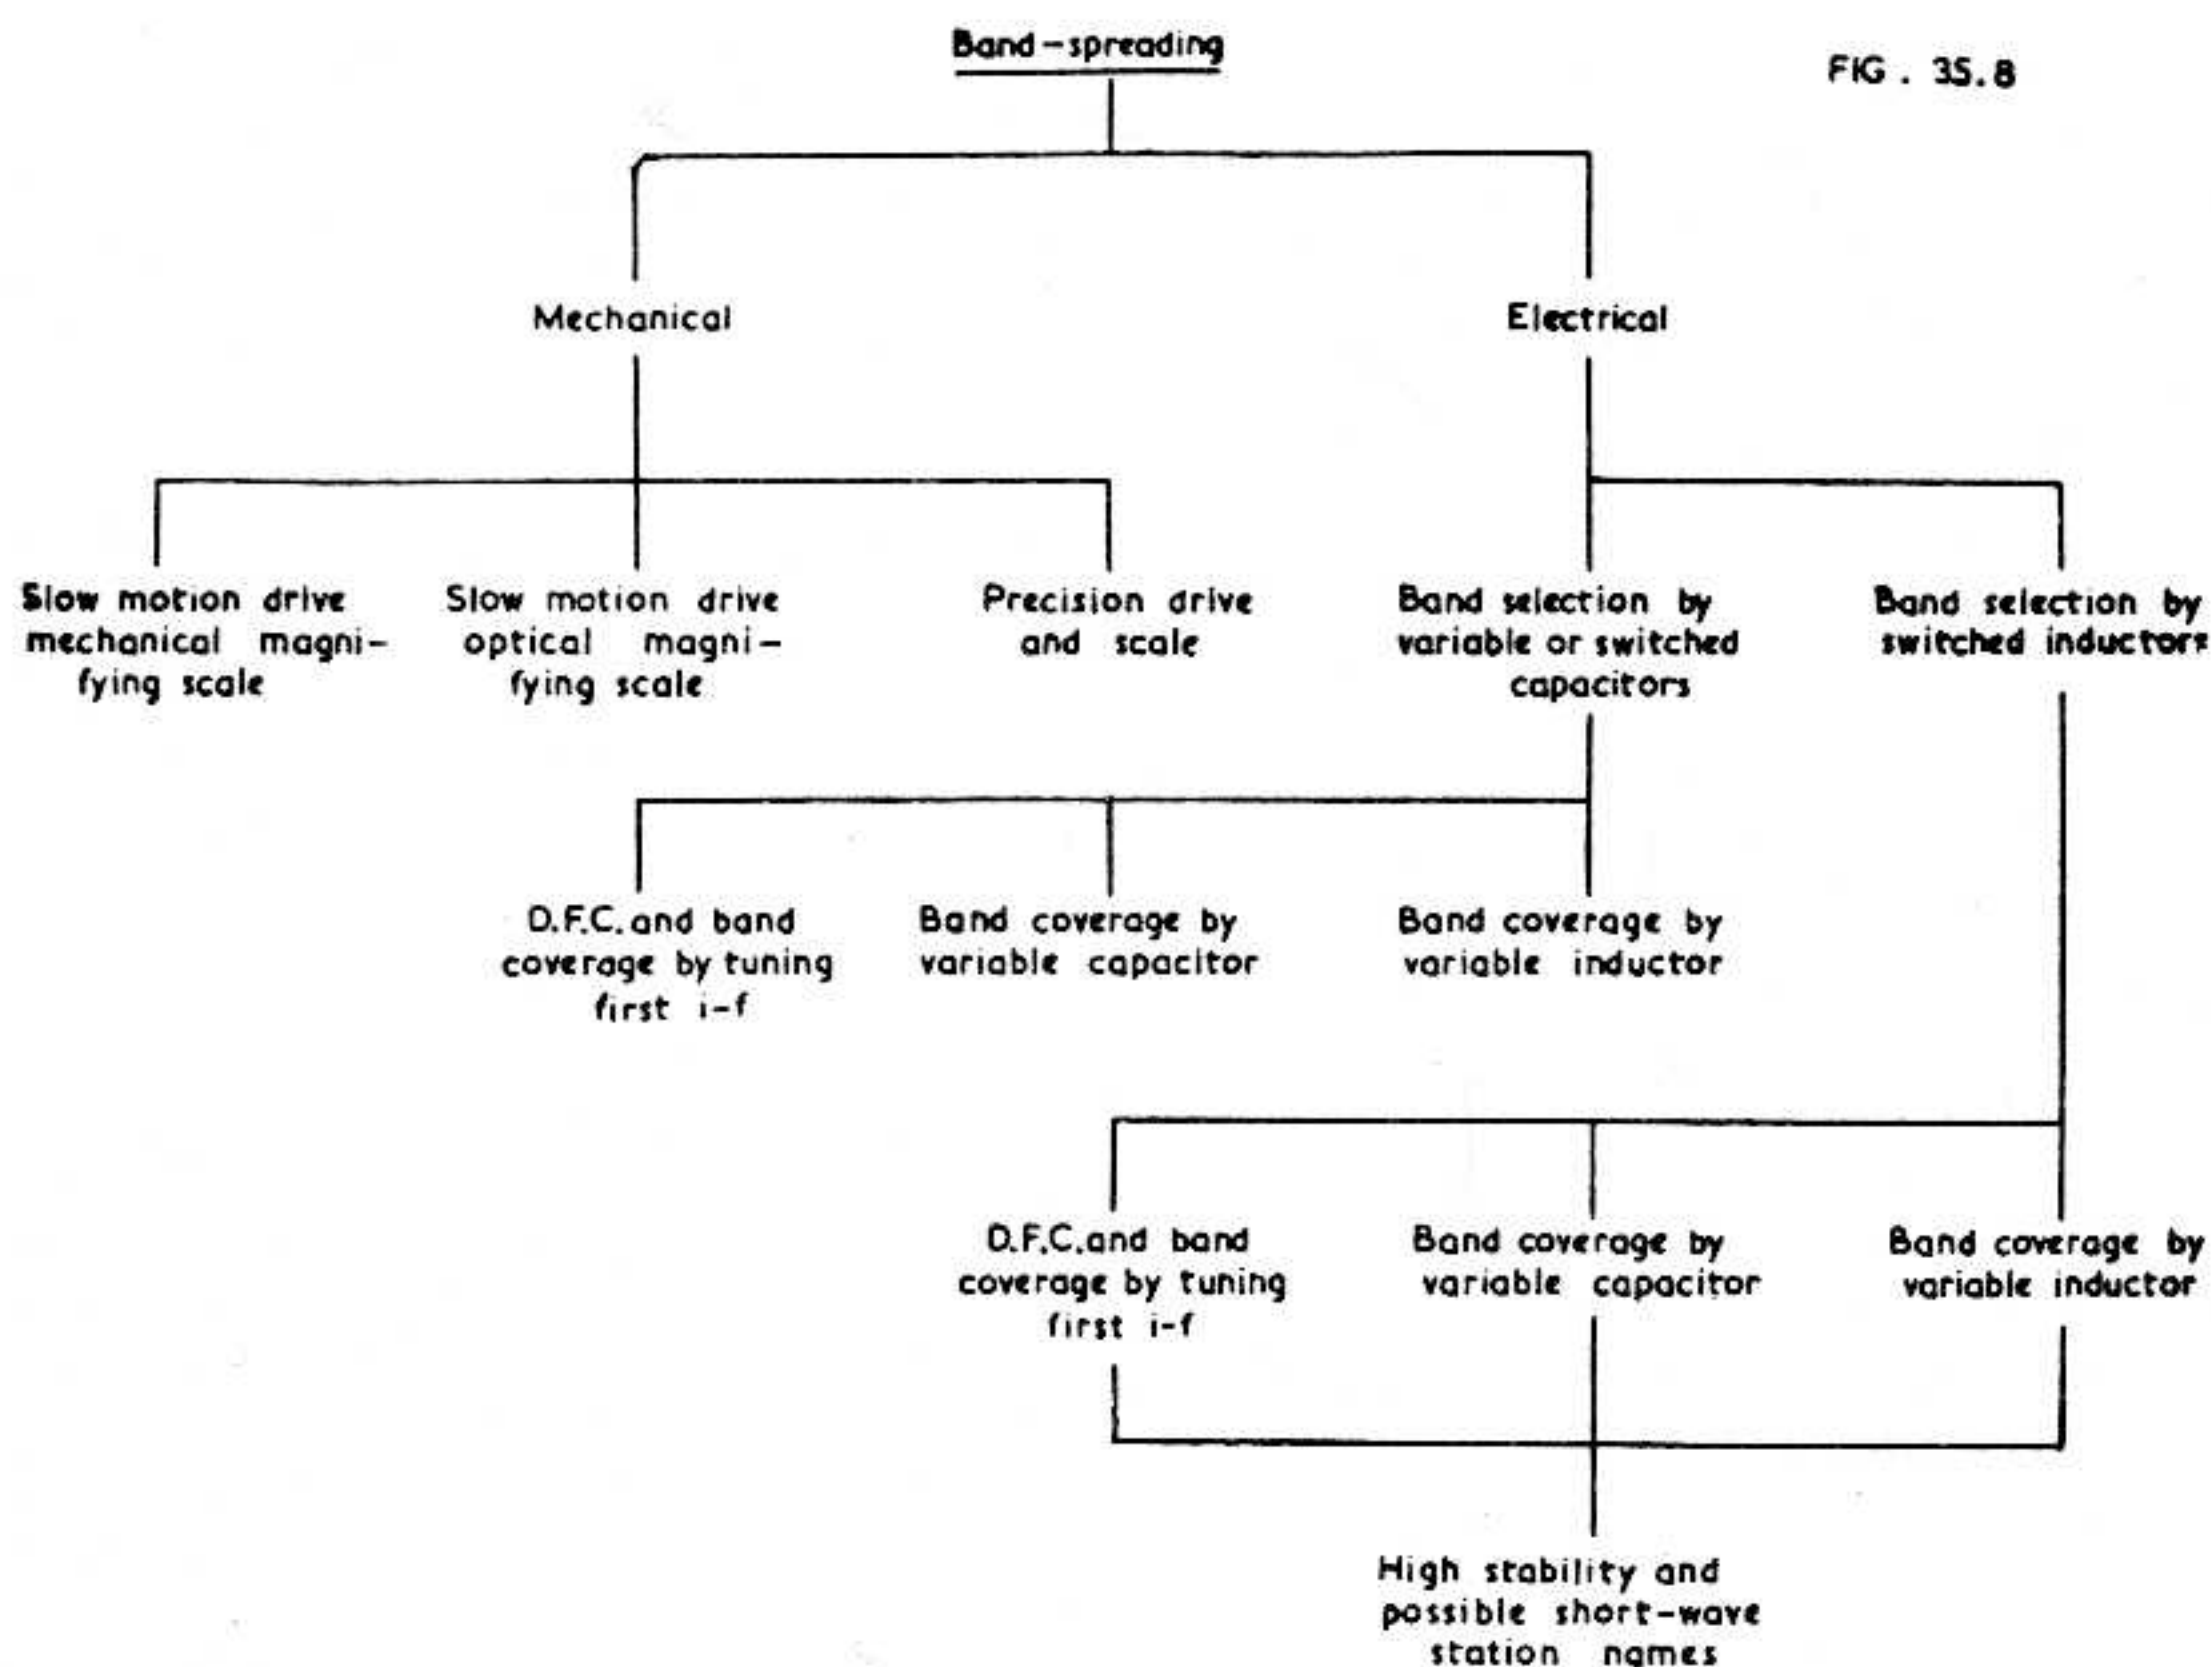 Band-spreading
FIG. 35.8
Mechanical
Electrical
Slow motion drive
mechanical magni-
fying scale
Slow motion drive
optical magni-
fying scale
Precision drive
and scale
Band selection by
variable or switched
capacitors
Band selection by
switched inductors
D.F.C. and band
coverage by tuning
first i-f
Band coverage by
variable capacitor
Band coverage by
variable inductor
D.F.C. and band
coverage by tuning
first i-f
Band coverage by
variable capacitor
Band coverage by
variable inductor
High stability and
possible short-wave
station names